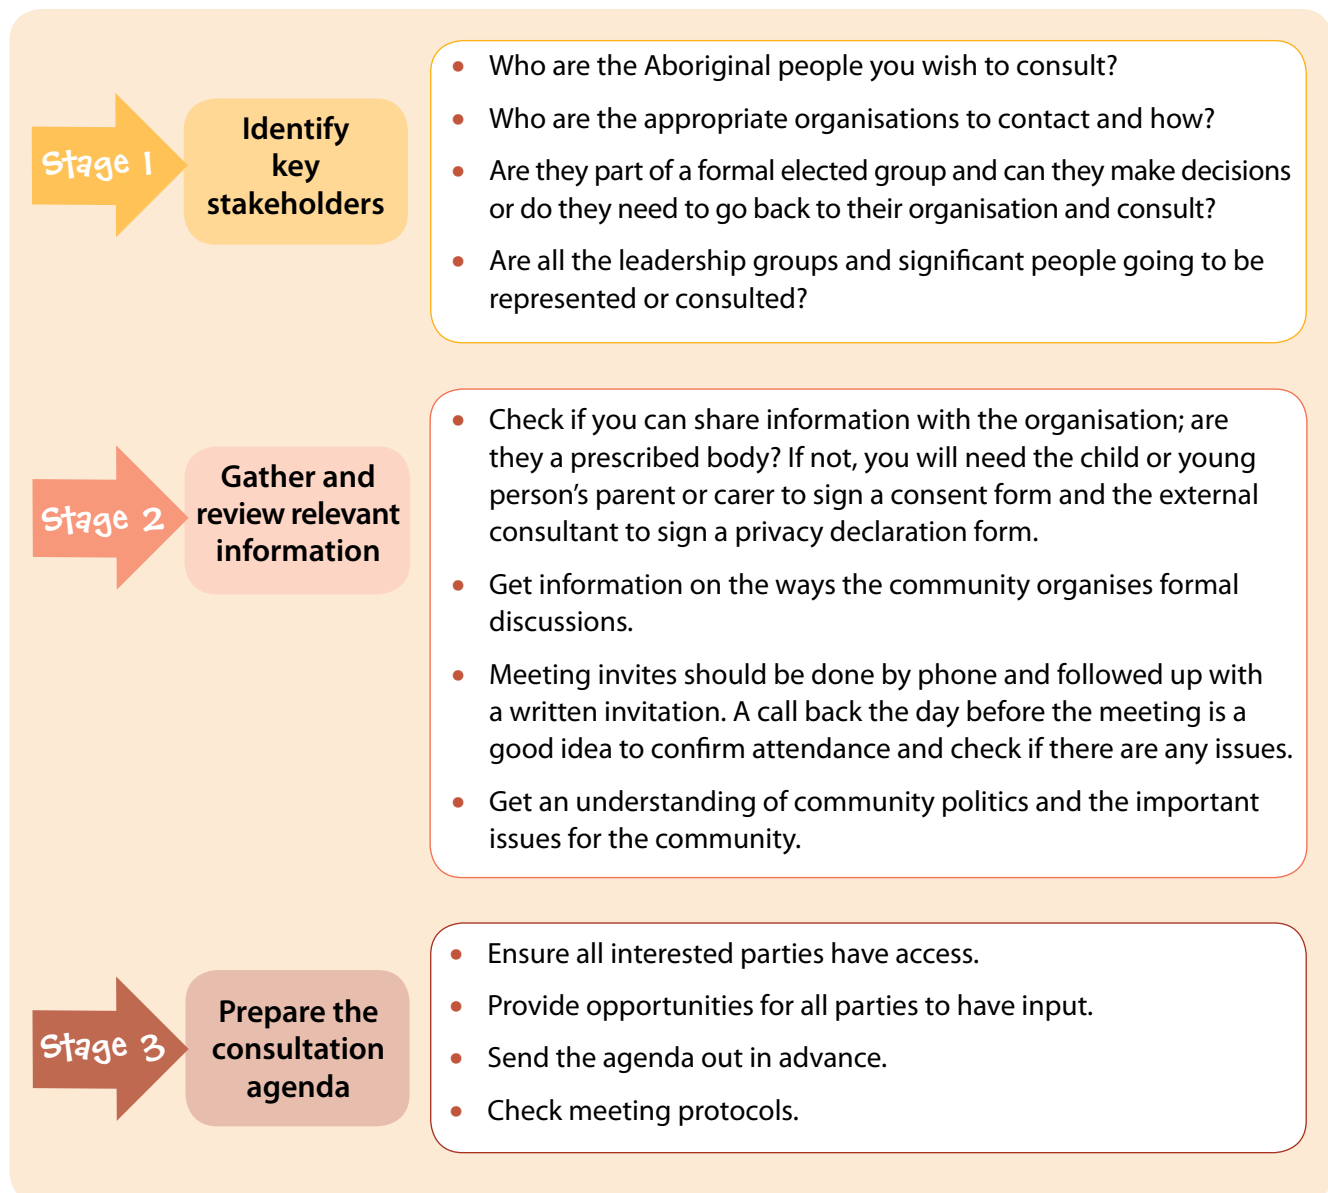 Stage 1
Identify
key
stakeholders
• Who are the Aboriginal people you wish to consult?
• Who are the appropriate organisations to contact and how?
• Are they part of a formal elected group and can they make decisions
or do they need to go back to their organisation and consult?
• Are all the leadership groups and significant people going to be
represented or consulted?
Stage 2
Gather and
review relevant
information
• Check if you can share information with the organisation; are
they a prescribed body? If not, you will need the child or young
person's parent or carer to sign a consent form and the external
consultant to sign a privacy declaration form.
• Get information on the ways the community organises formal
discussions.
• Meeting invites should be done by phone and followed up with
a written invitation. A call back the day before the meeting is a
good idea to confirm attendance and check if there are any issues.
• Get an understanding of community politics and the important
issues for the community.
Stage 3
Prepare the
consultation
agenda
• Ensure all interested parties have access.
• Provide opportunities for all parties to have input.
• Send the agenda out in advance.
• Check meeting protocols.